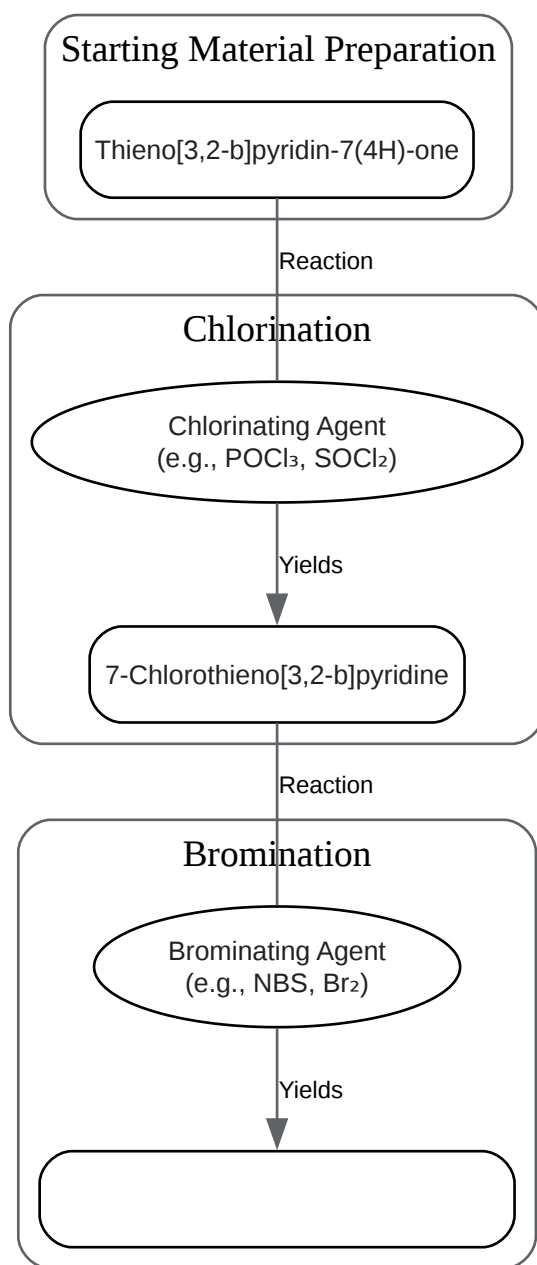 Starting Material Preparation
Thieno[3,2-b]pyridin-7(4H)-one
Reaction
Chlorination
Chlorinating Agent
(e.g., POCl₃, SOCl₂)
Yields
7-Chlorothieno[3,2-b]pyridine
Reaction
Bromination
Brominating Agent
(e.g., NBS, Br₂)
Yields